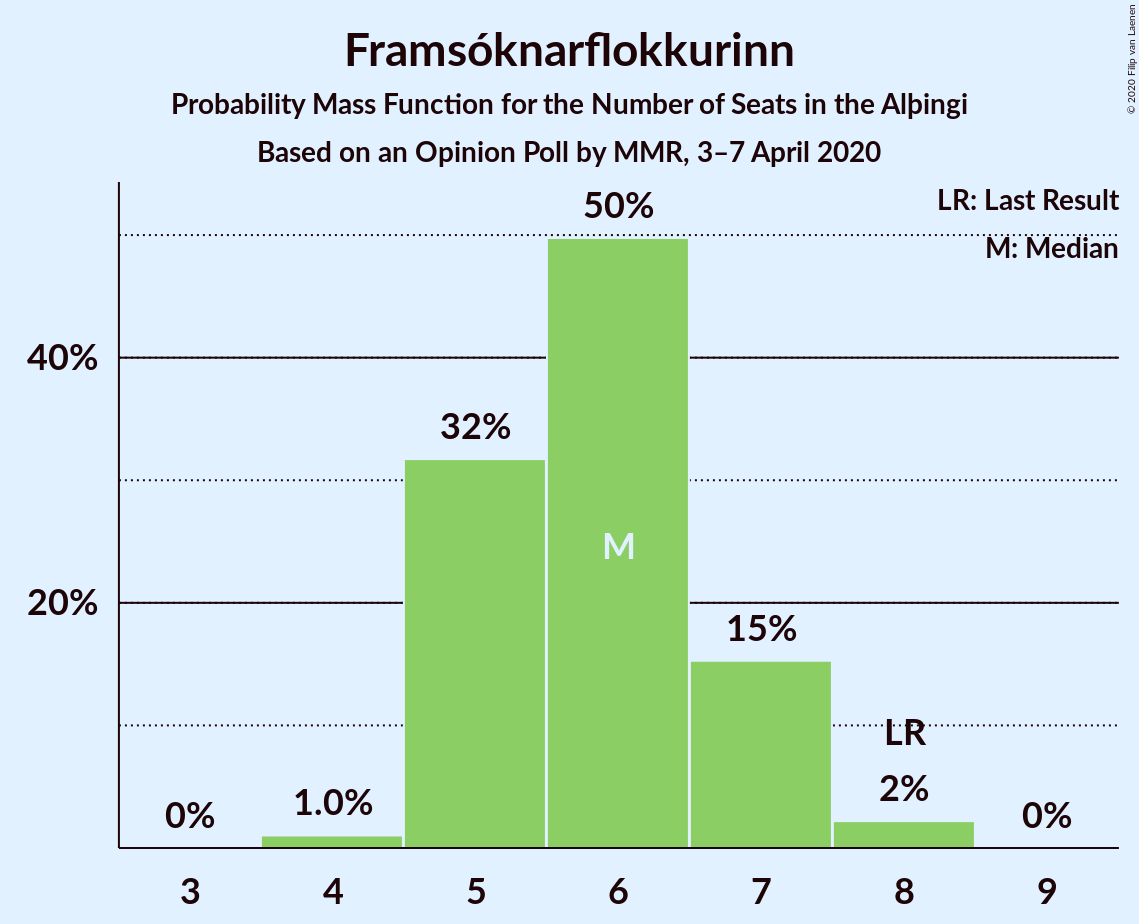 Framsóknarflokkurinn
Probability Mass Function for the Number of Seats in the Alþingi
Based on an Opinion Poll by MMR, 3–7 April 2020
© 2020 Filip van Laenen
LR: Last Result
M: Median
50%
40%
32%
M
20%
15%
LR
2%
1.0%
0%
0%
3 4 5 6 7 8 9